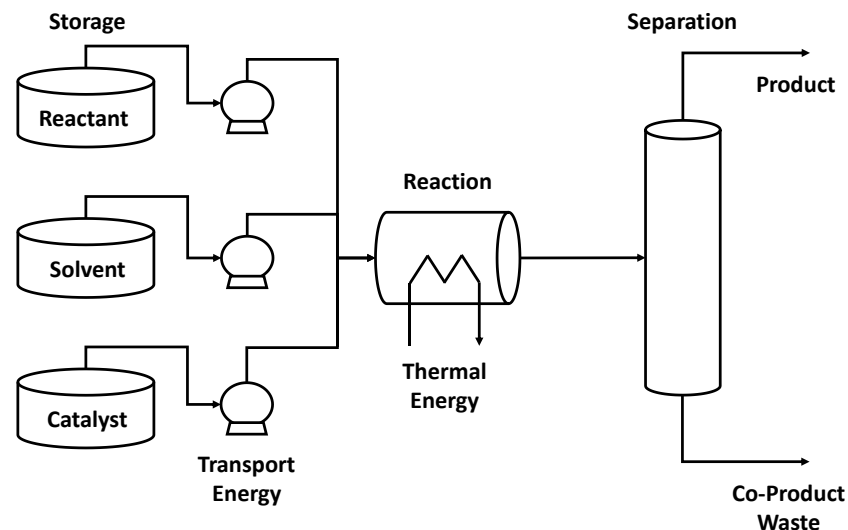 Storage
Separation
Reactant
Product
Reaction
Solvent
Thermal
Energy
Catalyst
Transport
Energy
Co-Product
Waste